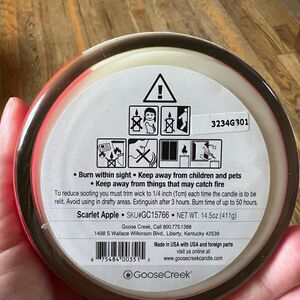 3234G301
• Burn within sight • Keep away from children and pets
• Keep away from things that may catch fire
To reduce sooting you must trim wick to 1/4 inch (1cm) each time the candle is to be
relit. Avoid using in drafty areas. Extinguish after 3 hours. Burn time of up to 50 hours.
Scarlet Apple • SKU#GC15766 • NET WT. 14.5oz (411g)
Goose Creek, Call 800.775.1388
1498 S Wallace Wilkinson Blvd., Liberty, Kentucky 42539
Made in USA with USA and foreign parts
visit us online at:
www.goosecreekcandle.com
75484 00351
GooseCreek